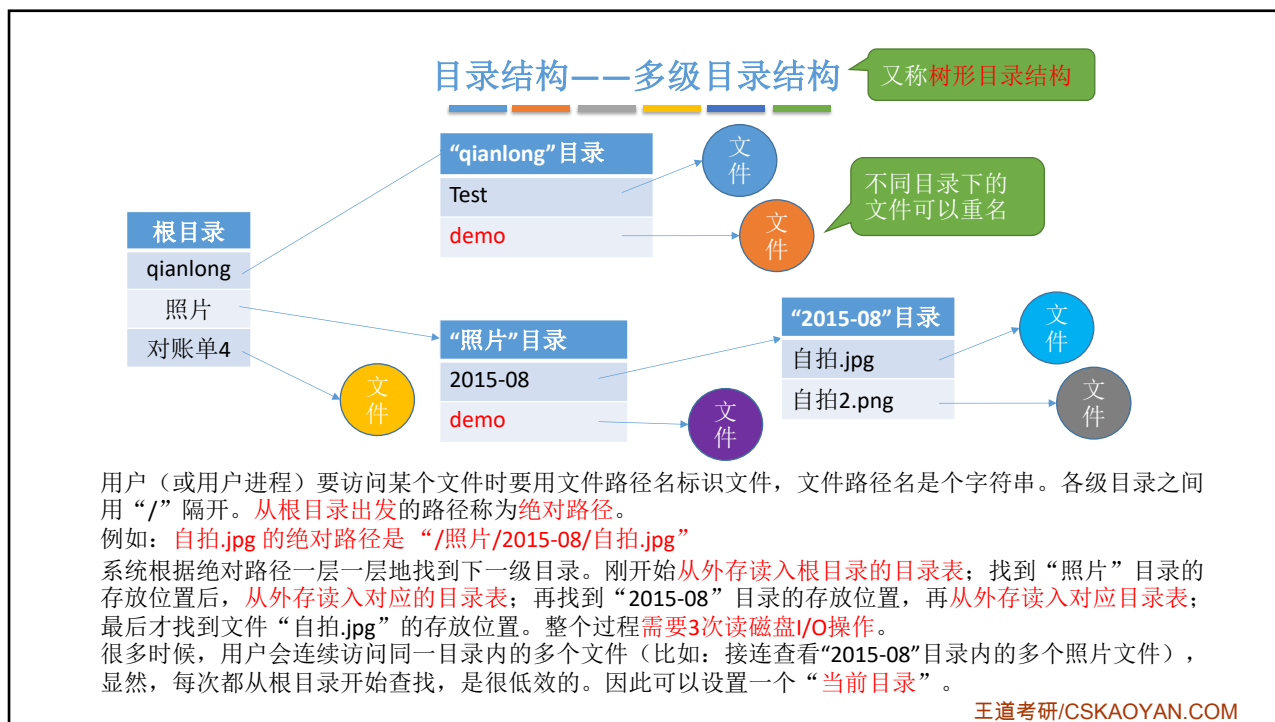 目录结构——多级目录结构
又称树形目录结构
“qianlong”目录
Test
demo
文
件
文
件
不同目录下的
文件可以重名
根目录
qianlong
照片
对账单4
文
件
“照片”目录
2015-08
demo
文
件
“2015-08”目录
自拍.jpg
自拍2.png
文
件
文
件
用户（或用户进程）要访问某个文件时要用文件路径名标识文件，文件路径名是个字符串。各级目录之间
用“/”隔开。从根目录出发的路径称为绝对路径。
例如：自拍.jpg 的绝对路径是 “/照片/2015-08/自拍.jpg”
系统根据绝对路径一层一层地找到下一级目录。刚开始从外存读入根目录的目录表；找到“照片”目录的
存放位置后，从外存读入对应的目录表；再找到“2015-08”目录的存放位置，再从外存读入对应目录表；
最后才找到文件“自拍.jpg”的存放位置。整个过程需要3次读磁盘I/O操作。
很多时候，用户会连续访问同一目录内的多个文件（比如：接连查看“2015-08”目录内的多个照片文件），
显然，每次都从根目录开始查找，是很低效的。因此可以设置一个“当前目录”。
王道考研/CSKAOYAN.COM